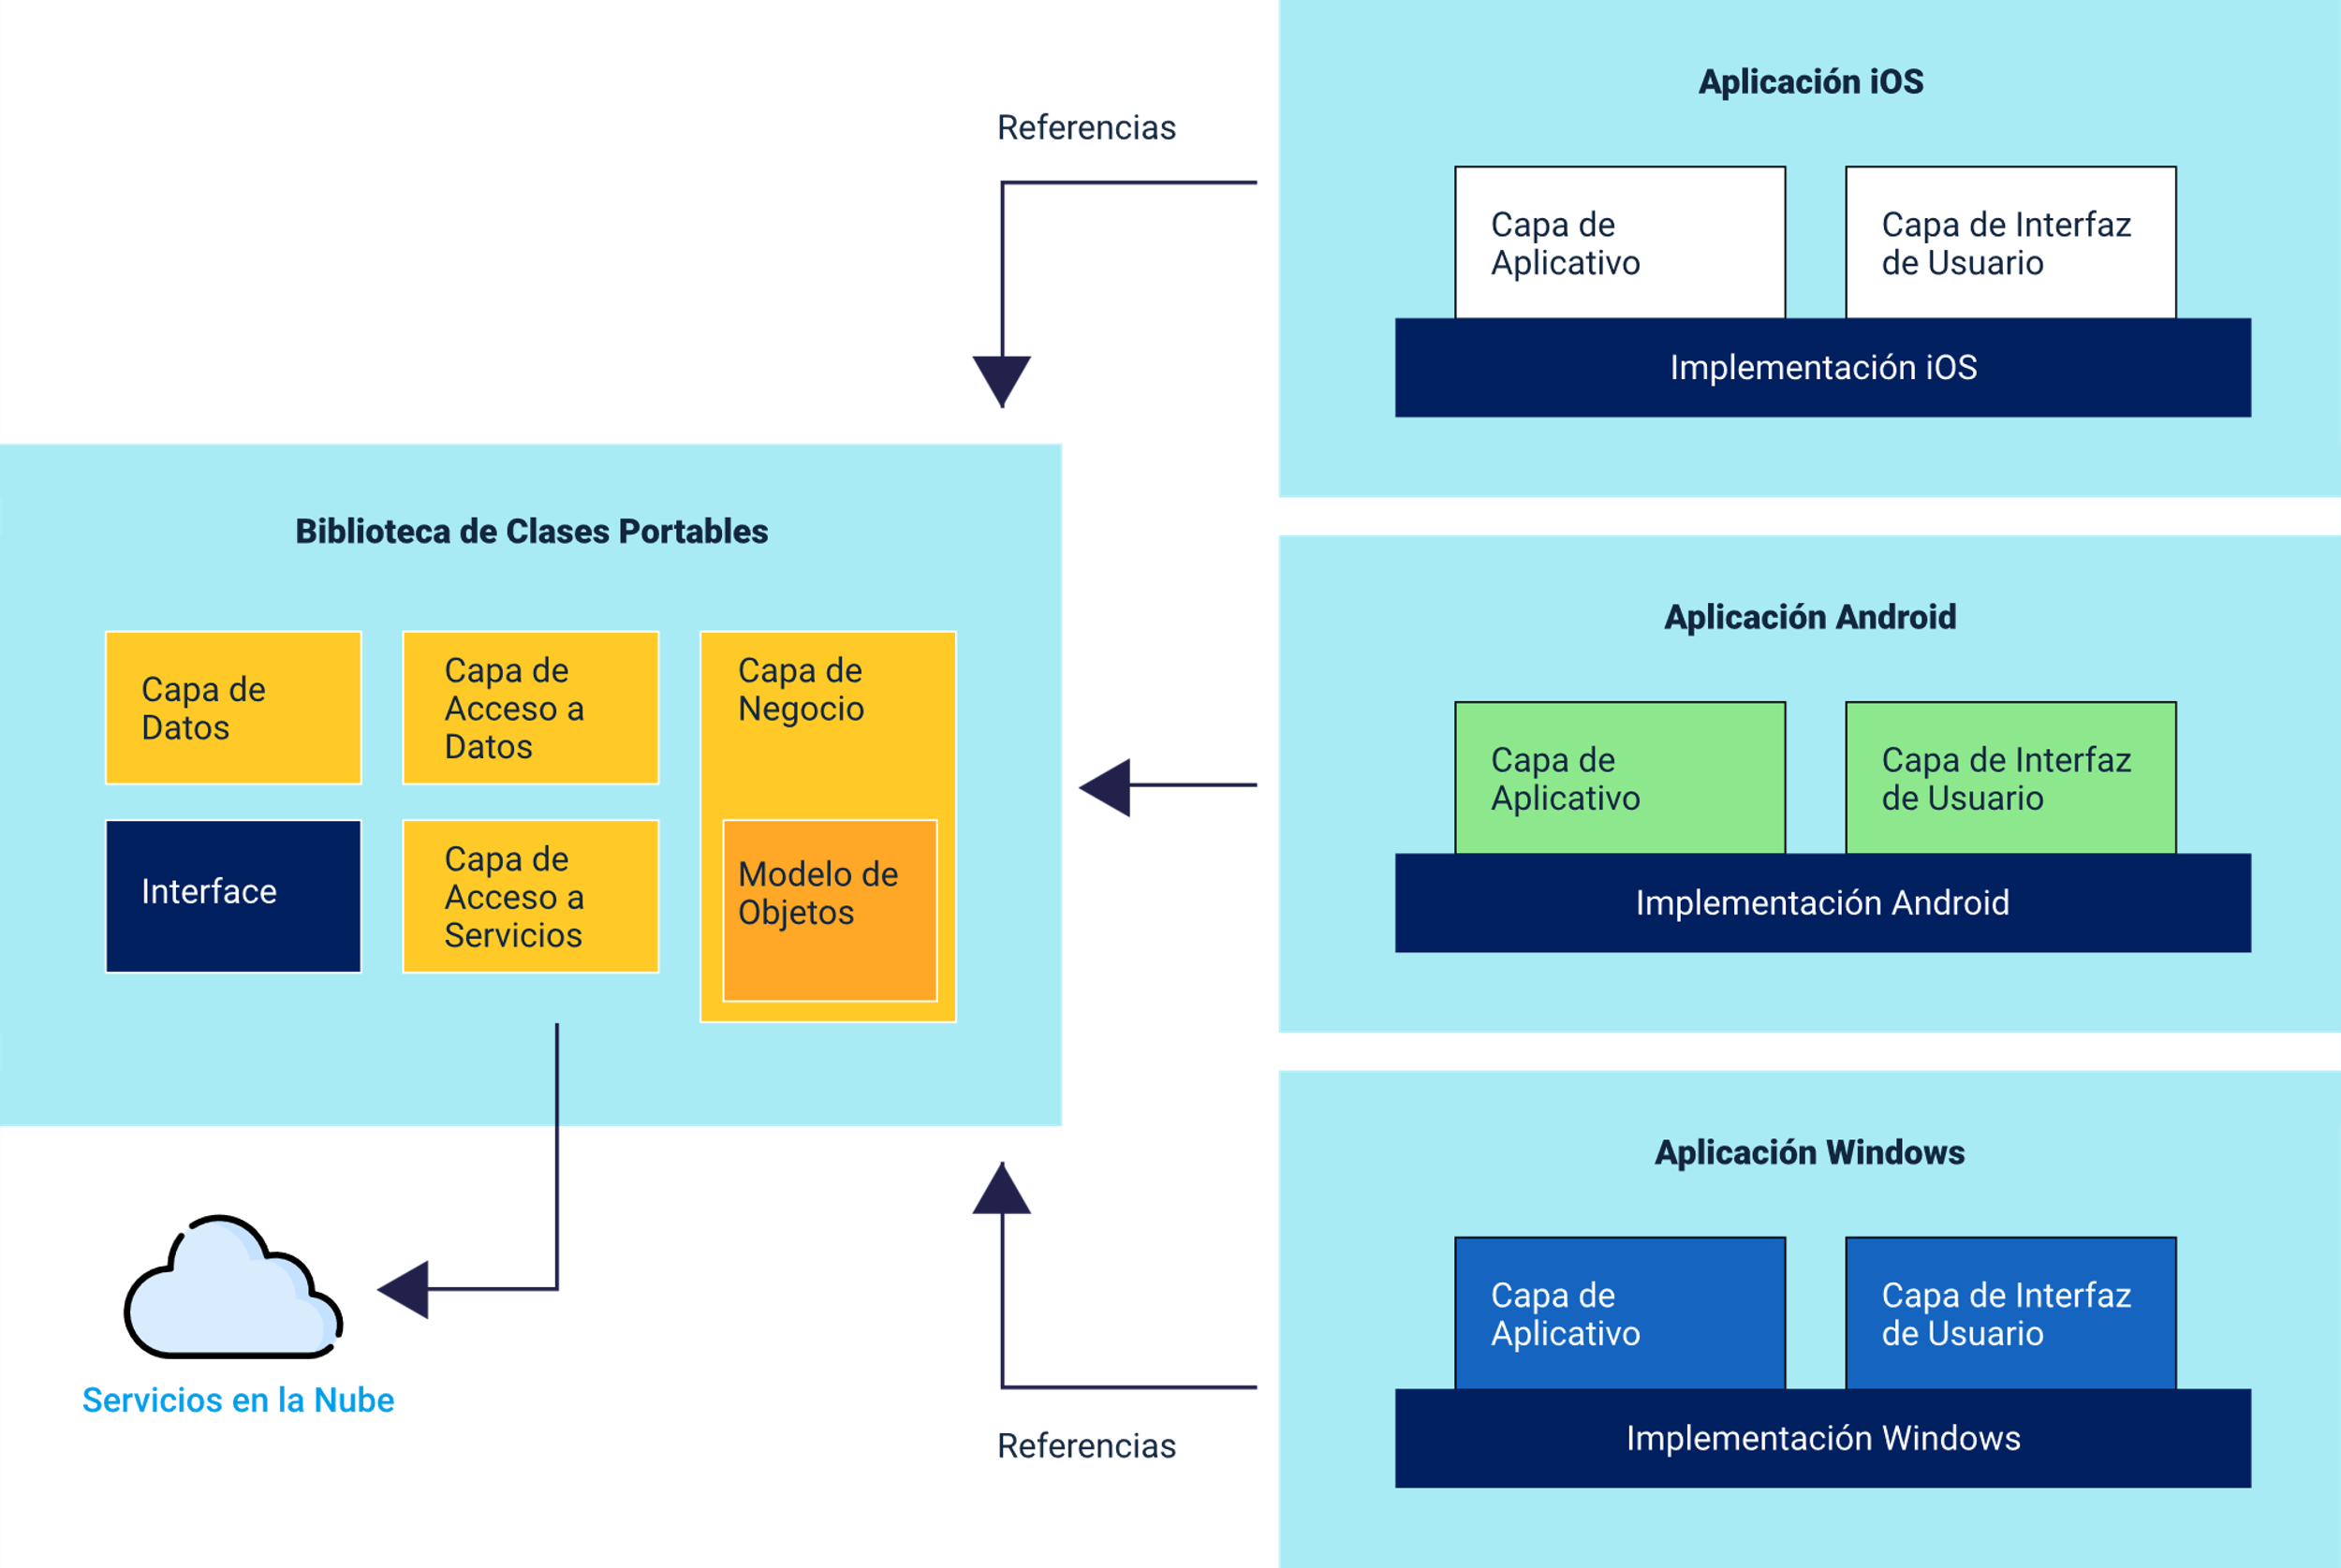 Aplicación iOS
Referencias
Capa de
Aplicativo
Capa de Interfaz
de Usuario
Implementación iOS
Biblioteca de Clases Portables
Capa de
Datos
Capa de
Acceso a
Datos
Capa de
Negocio
Interface
Capa de
Acceso a
Servicios
Modelo de
Objetos
Aplicación Android
Capa de
Aplicativo
Capa de Interfaz
de Usuario
Implementación Android
Servicios en la Nube
Referencias
Aplicación Windows
Capa de
Aplicativo
Capa de Interfaz
de Usuario
Implementación Windows